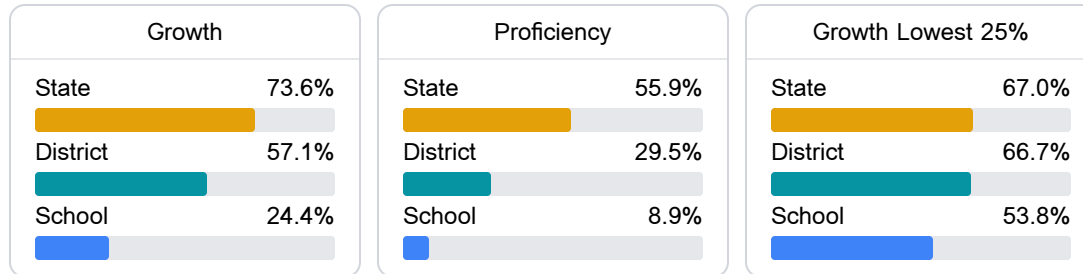 Growth
State 73.6%
District 57.1%
School 24.4%
Proficiency
State 55.9%
District 29.5%
School 8.9%
Growth Lowest 25%
State 67.0%
District 66.7%
School 53.8%